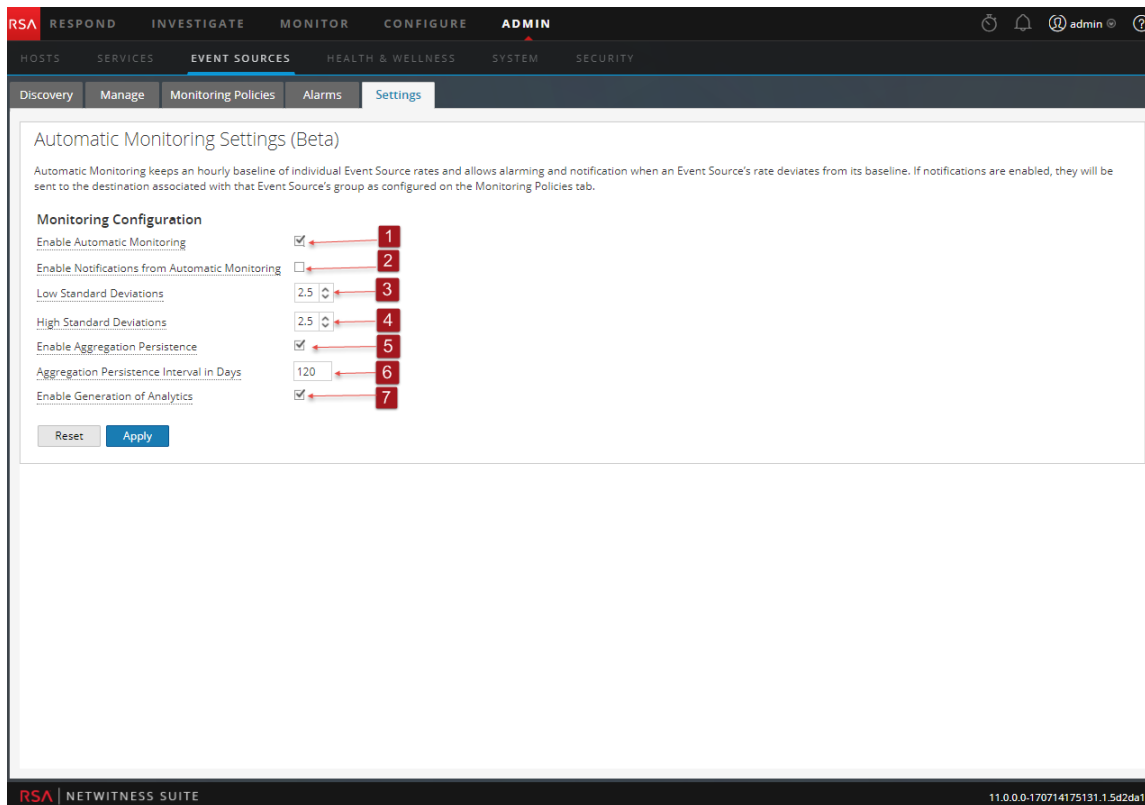 RSA RESPOND INVESTIGATE MONITOR CONFIGURE ADMIN admin
HOSTS SERVICES EVENT SOURCES HEALTH & WELLNESS SYSTEM SECURITY
Discovery Manage Monitoring Policies Alarms Settings
Automatic Monitoring Settings (Beta)
Automatic Monitoring keeps an hourly baseline of individual Event Source rates and allows alarming and notification when an Event Source's rate deviates from its baseline. If notifications are enabled, they will be
sent to the destination associated with that Event Source's group as configured on the Monitoring Policies tab.
Monitoring Configuration
Enable Automatic Monitoring 1
Enable Notifications from Automatic Monitoring 2
Low Standard Deviations 2.5 3
High Standard Deviations 2.5 4
Enable Aggregation Persistence 5
Aggregation Persistence Interval in Days 120 6
Enable Generation of Analytics 7
Reset Apply
RSA NETWITNESS SUITE 11.0.0.0-170714175131.1.5d2da1